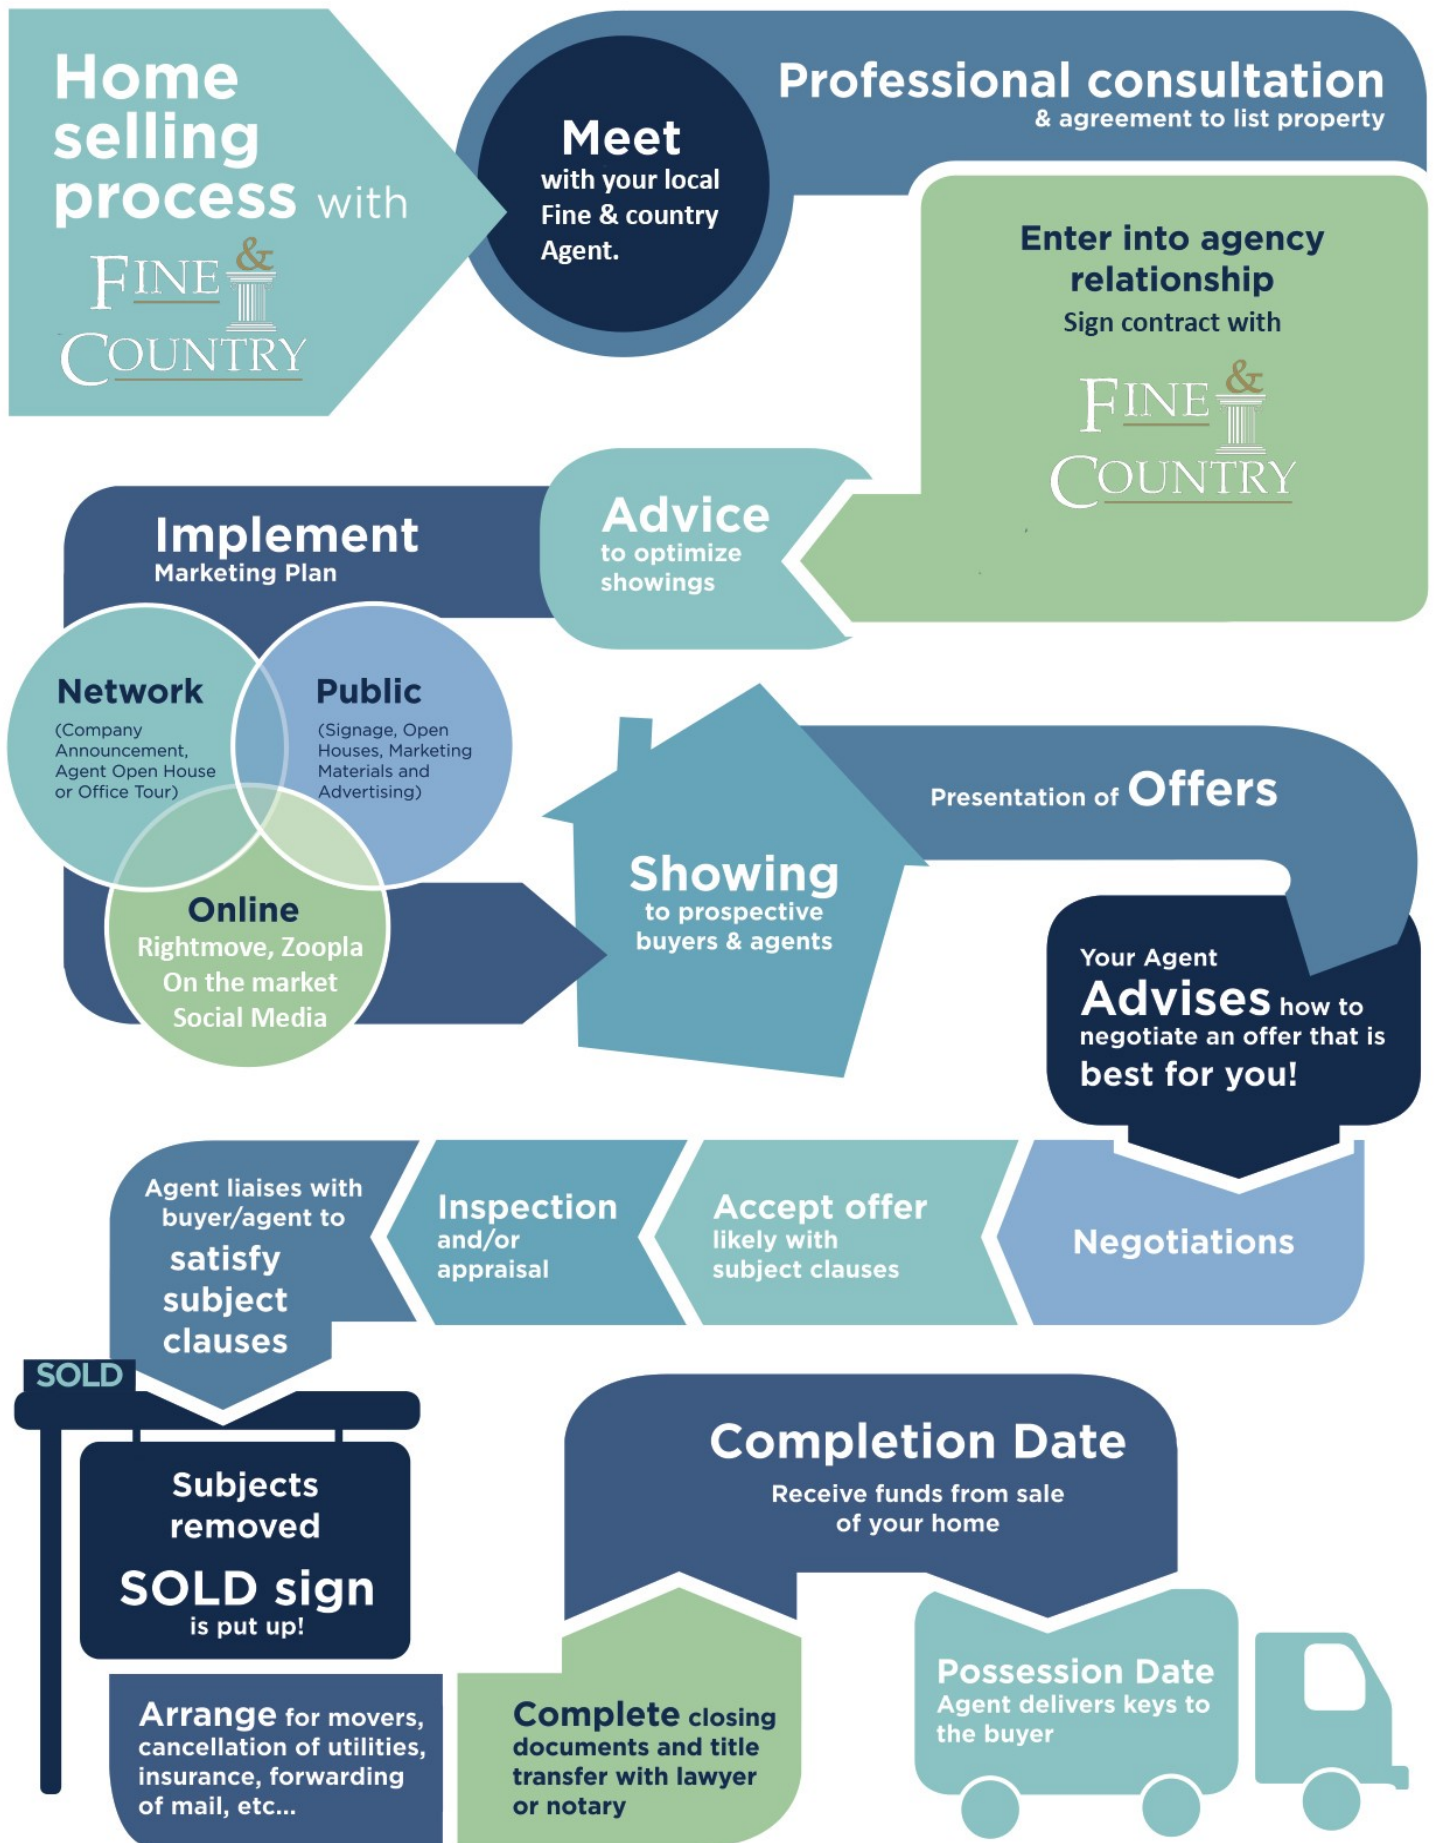 Home
selling
process with
FINE &
COUNTRY
Meet
with your local
Fine & country
Agent.
Professional consultation
& agreement to list property
Enter into agency
relationship
Sign contract with
FINE &
COUNTRY
Advice
to optimize
showings
Implement
Marketing Plan
Network
(Company
Announcement,
Agent Open House
or Office Tour)
Public
(Signage, Open
Houses, Marketing
Materials and
Advertising)
Online
Rightmove, Zoopla
On the market
Social Media
Showing
to prospective
buyers & agents
Presentation of Offers
Your Agent
Advises how to
negotiate an offer that is
best for you!
Negotiations
Accept offer
likely with
subject clauses
Inspection
and/or
appraisal
Agent liaises with
buyer/agent to
satisfy
subject
clauses
SOLD
Subjects
removed
SOLD sign
is put up!
Arrange for movers,
cancellation of utilities,
insurance, forwarding
of mail, etc...
Complete closing
documents and title
transfer with lawyer
or notary
Completion Date
Receive funds from sale
of your home
Possession Date
Agent delivers keys to
the buyer